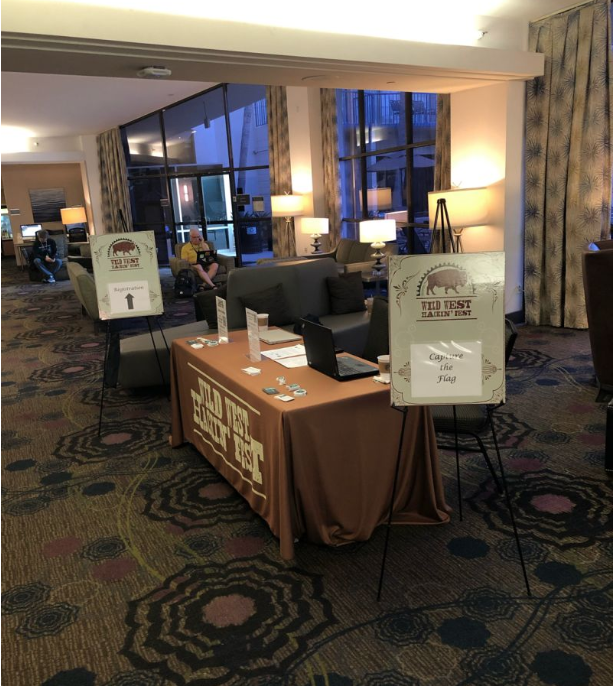 WILD WEST
HACKIN' FEST
Registration
WILD WEST
HACKIN' FEST
WILD WEST
HACKIN' FEST
Capture
the
Flag